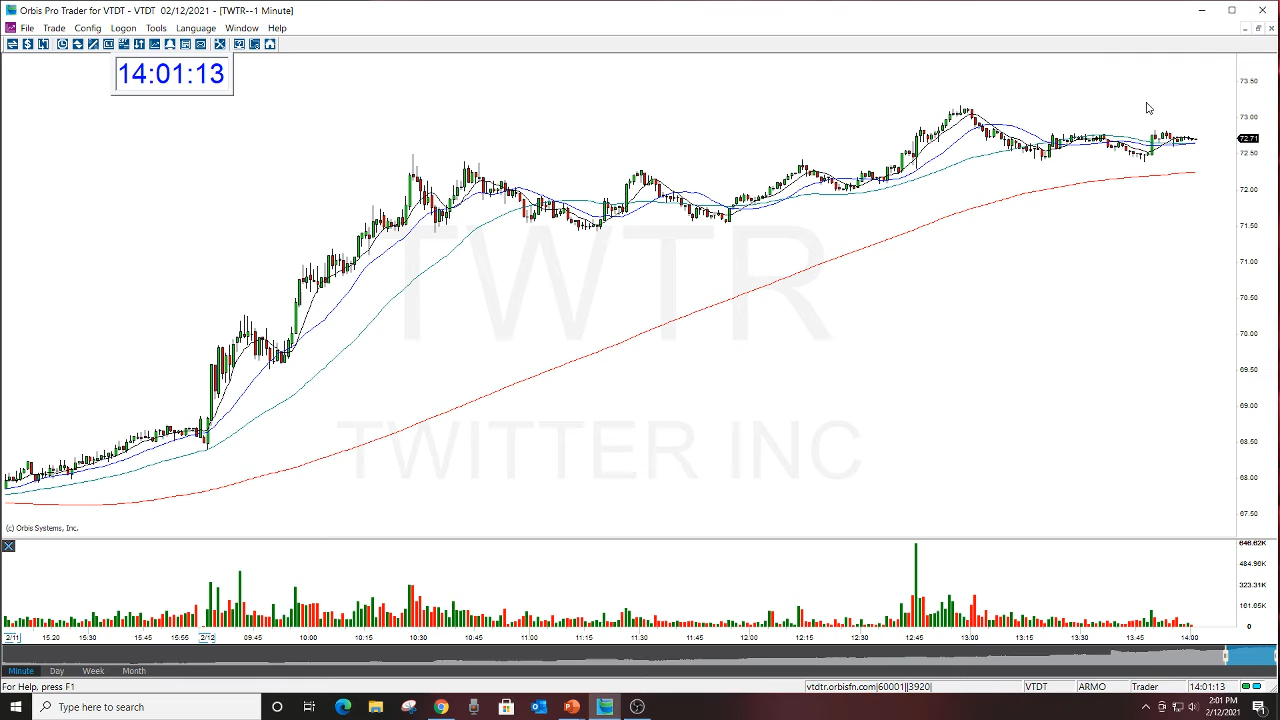 Orbis Pro Trader for VTDT - VTDT 02/12/2021 - [TWTR--1 Minute]
File Trade Config Logon Tools Language Window Help
14:01:13
73.50
73.00
72.71
72.50
72.00
71.50
71.00
70.50
70.00
69.50
69.00
68.50
68.00
67.50
TWTR
TWITTER INC
(c) Orbis Systems, Inc.
646.62K
484.96K
323.31K
161.65K
0
2/11 15:20 15:30 15:45 15:55 2/12 09:45 10:00 10:15 10:30 10:45 11:00 11:15 11:30 11:45 12:00 12:15 12:30 12:45 13:00 13:15 13:30 13:45 14:00
Minute Day Week Month
For Help, press F1 vtdtr.orbisfn.com|60001||3920| VTDT ARMO Trader 14:01:13
Type here to search
2:01 PM
2/12/2021